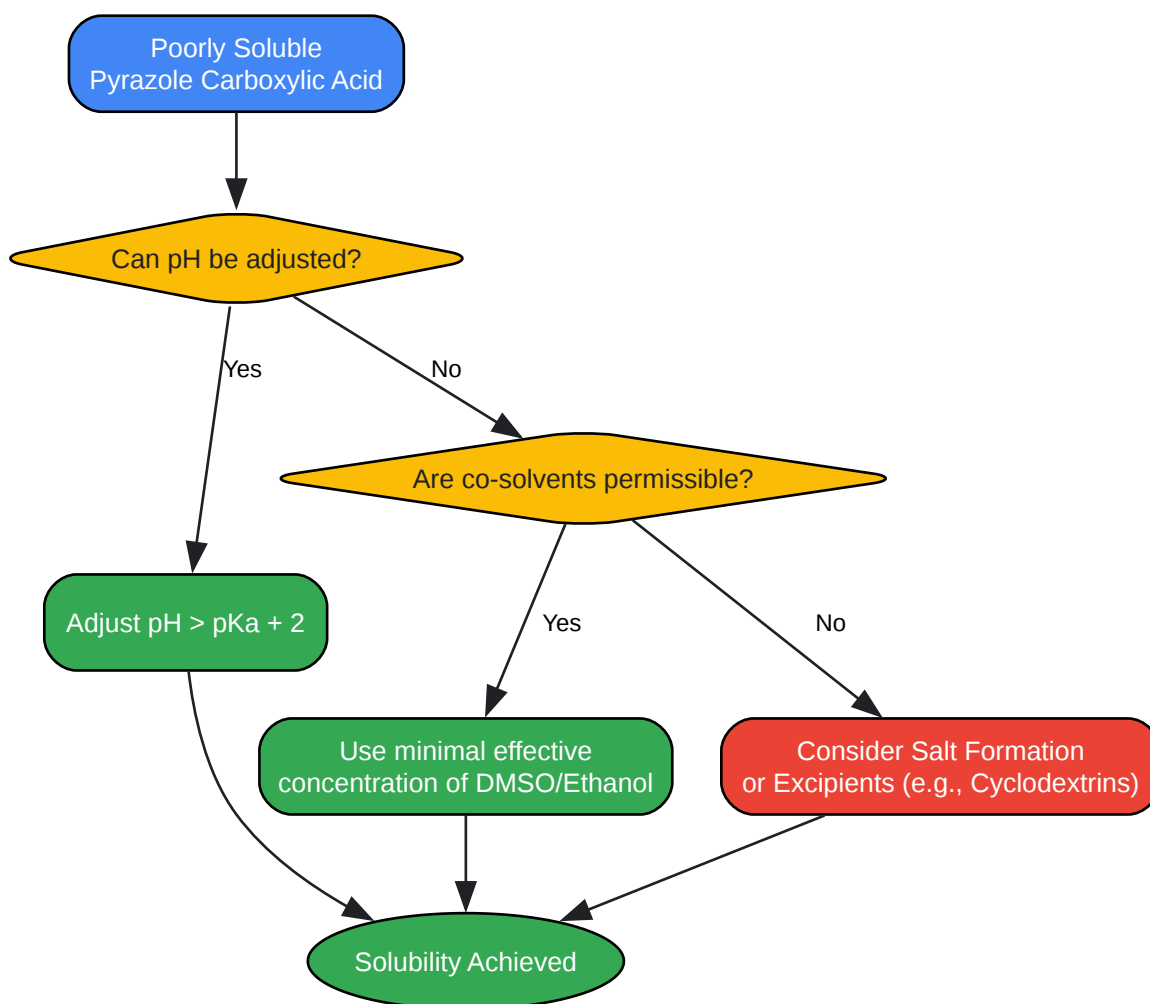 Poorly Soluble
Pyrazole Carboxylic Acid
Can pH be adjusted?
Yes
No
Are co-solvents permissible?
Adjust pH > pKa + 2
Yes
No
Use minimal effective
concentration of DMSO/Ethanol
Consider Salt Formation
or Excipients (e.g., Cyclodextrins)
Solubility Achieved